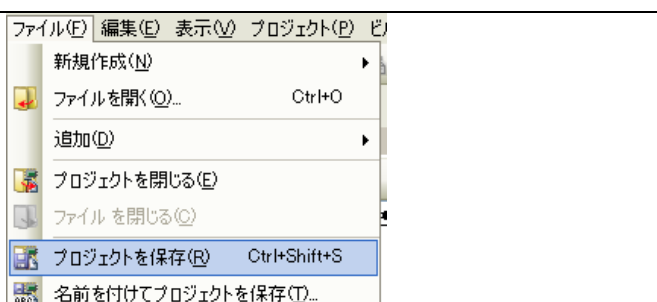 ファイル(F) 編集(E) 表示(V) プロジェクト(P)
新規作成(N)
ファイルを開く(O)... Ctrl+O
追加(D)
プロジェクトを閉じる(E)
ファイル を閉じる(C)
プロジェクトを保存(R) Ctrl+Shift+S
名前を付けてプロジェクトを保存(T)...